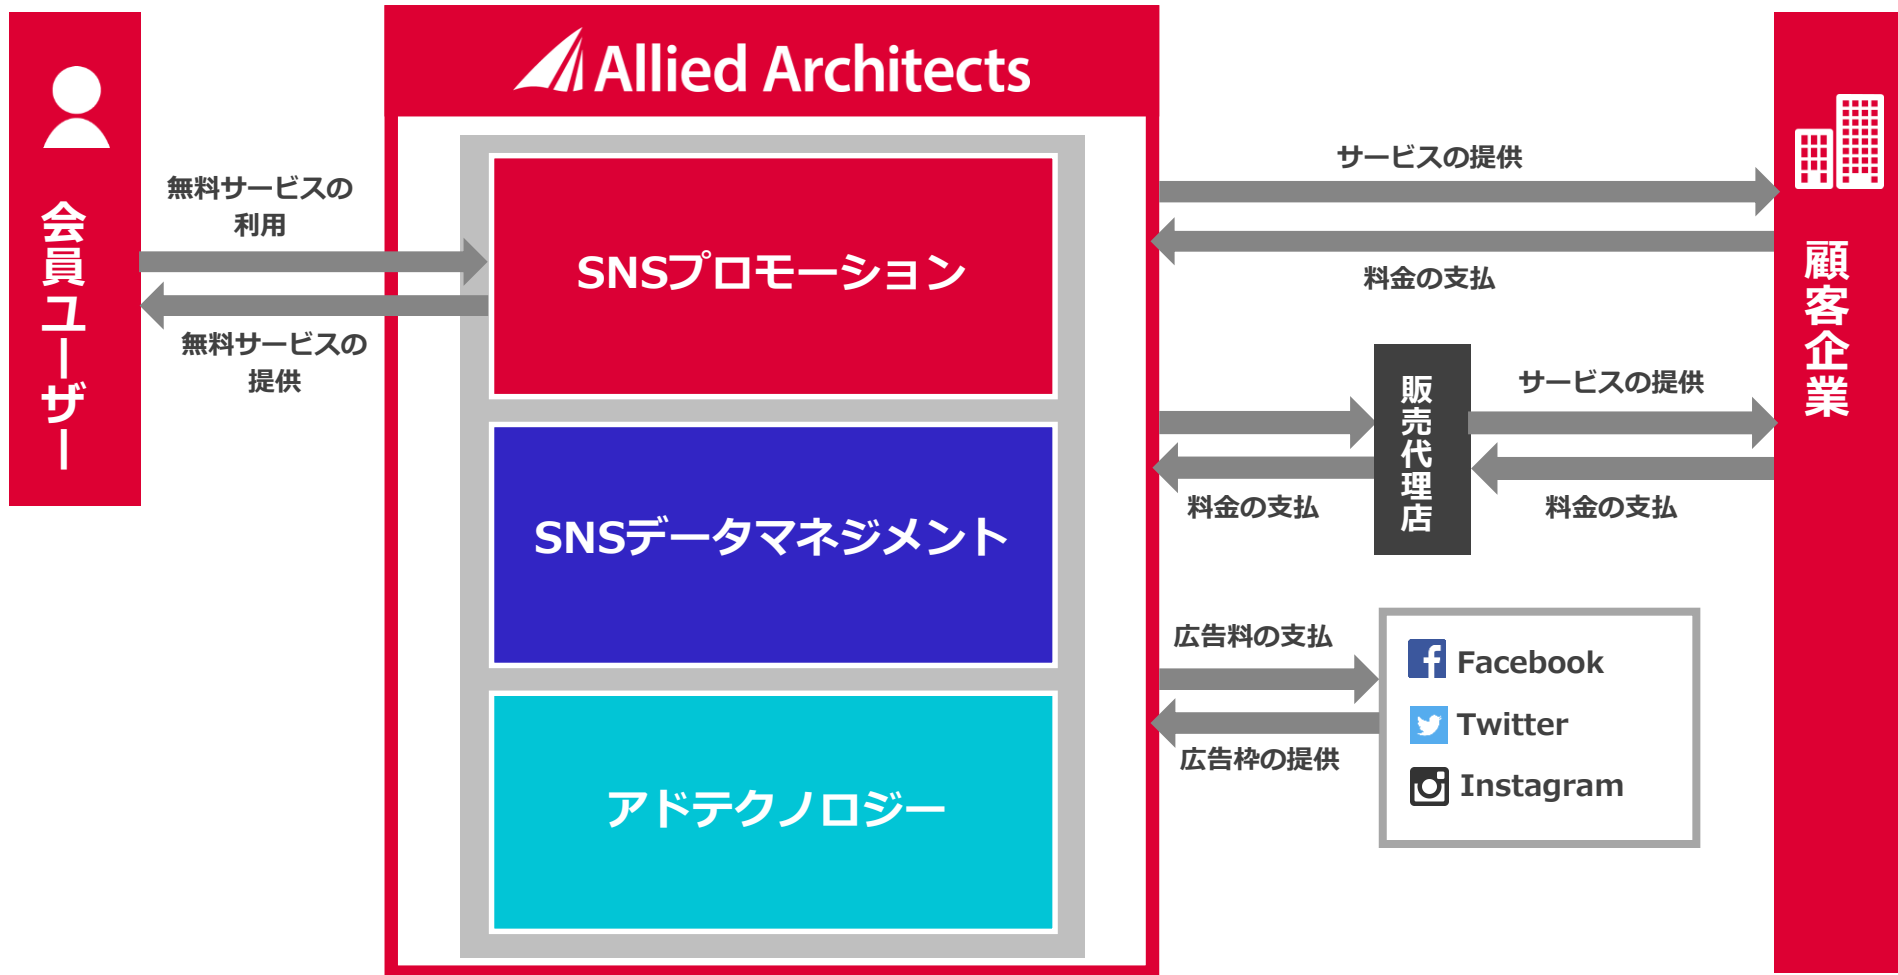 会員ユーザー
無料サービスの
利用
無料サービスの
提供
Allied Architects
SNSプロモーション
SNSデータマネジメント
アドテクノロジー
サービスの提供
料金の支払
販売代理店
サービスの提供
料金の支払
料金の支払
広告料の支払
広告枠の提供
Facebook
Twitter
Instagram
顧客企業